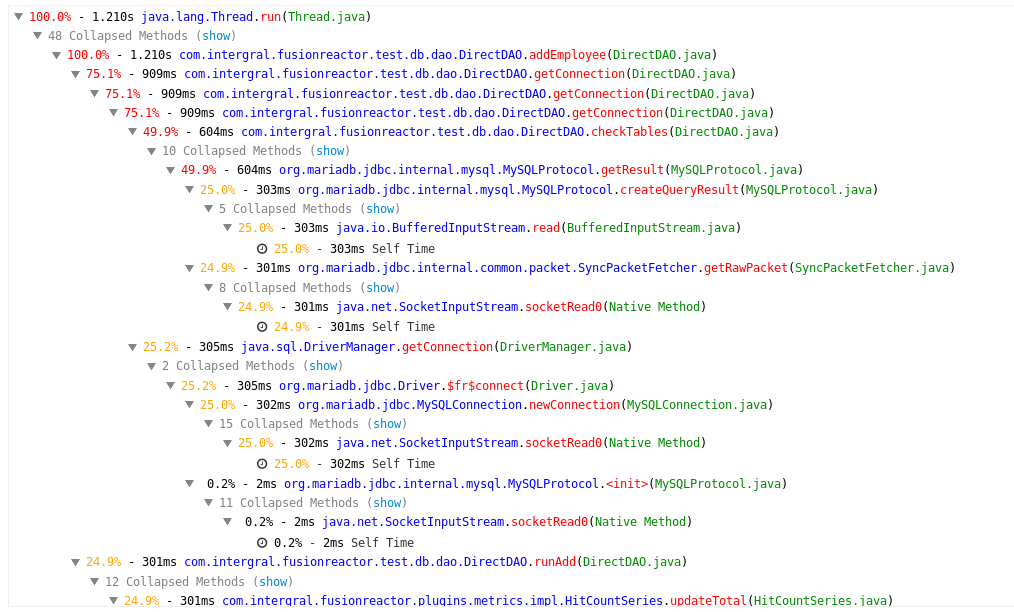 100.0% - 1.210s java.lang.Thread.run(Thread.java)
48 Collapsed Methods (show)
100.0% - 1.210s com.intergral.fusionreactor.test.db.dao.DirectDAO.addEmployee(DirectDAO.java)
75.1% - 909ms com.intergral.fusionreactor.test.db.dao.DirectDAO.getConnection(DirectDAO.java)
75.1% - 909ms com.intergral.fusionreactor.test.db.dao.DirectDAO.getConnection(DirectDAO.java)
75.1% - 909ms com.intergral.fusionreactor.test.db.dao.DirectDAO.getConnection(DirectDAO.java)
49.9% - 604ms com.intergral.fusionreactor.test.db.dao.DirectDAO.checkTables(DirectDAO.java)
10 Collapsed Methods (show)
49.9% - 604ms org.mariadb.jdbc.internal.mysql.MySQLProtocol.getResult(MySQLProtocol.java)
25.0% - 303ms org.mariadb.jdbc.internal.mysql.MySQLProtocol.createQueryResult(MySQLProtocol.java)
5 Collapsed Methods (show)
25.0% - 303ms java.io.BufferedInputStream.read(BufferedInputStream.java)
25.0% - 303ms Self Time
24.9% - 301ms org.mariadb.jdbc.internal.common.packet.SyncPacketFetcher.getRawPacket(SyncPacketFetcher.java)
8 Collapsed Methods (show)
24.9% - 301ms java.net.SocketInputStream.socketRead0(Native Method)
24.9% - 301ms Self Time
25.2% - 305ms java.sql.DriverManager.getConnection(DriverManager.java)
2 Collapsed Methods (show)
25.2% - 305ms org.mariadb.jdbc.Driver.$fr$connect(Driver.java)
25.0% - 302ms org.mariadb.jdbc.MySQLConnection.newConnection(MySQLConnection.java)
15 Collapsed Methods (show)
25.0% - 302ms java.net.SocketInputStream.socketRead0(Native Method)
25.0% - 302ms Self Time
0.2% - 2ms org.mariadb.jdbc.internal.mysql.MySQLProtocol.<init>(MySQLProtocol.java)
11 Collapsed Methods (show)
0.2% - 2ms java.net.SocketInputStream.socketRead0(Native Method)
0.2% - 2ms Self Time
24.9% - 301ms com.intergral.fusionreactor.test.db.dao.DirectDAO.runAdd(DirectDAO.java)
12 Collapsed Methods (show)
24.9% - 301ms com.intergral.fusionreactor.plugins.metrics.impl.HitCountSeries.updateTotal(HitCountSeries.java)